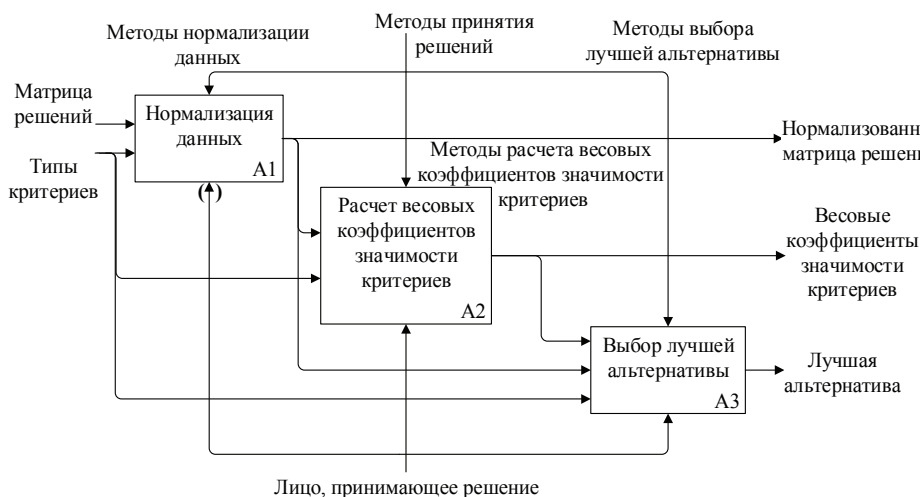 Методы принятия
решений
Методы нормализации
данных
Методы выбора
лучшей альтернативы
Матрица
решений
Нормализация
данных
A1
Типы
критериев
Нормализованн
матрица решени
Методы расчета весовых
коэффициентов значимости
критериев
Расчет весовых
коэффициентов
значимости
критериев
A2
Весовые
коэффициенты
значимости
критериев
Выбор лучшей
альтернативы
A3
Лучшая
альтернатива
Лицо, принимающее решение